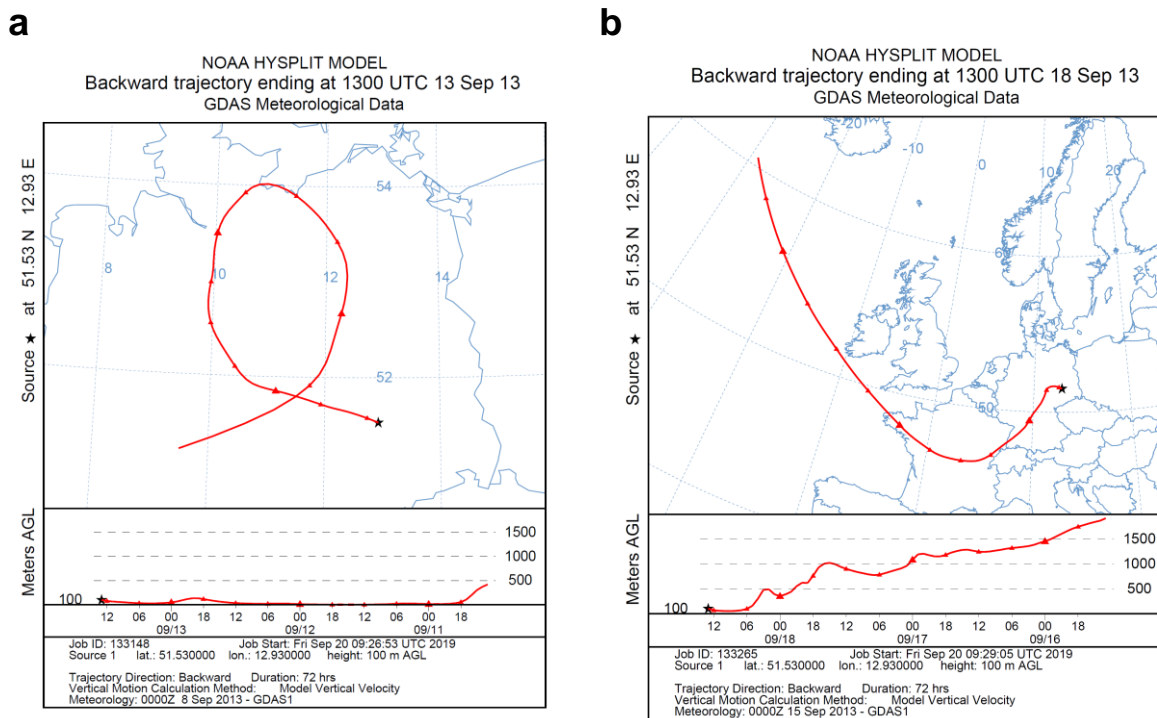 a
NOAA HYSPLIT MODEL
Backward trajectory ending at 1300 UTC 13 Sep 13
GDAS Meteorological Data
Source ★ at 51.53 N 12.93 E
54
8
10
12
14
52
Meters AGL
1500
1000
500
100
12 06 00 18 12 06 00 18 12 06 00 18
09/13 09/12 09/11
Job ID: 133148 Job Start: Fri Sep 20 09:26:53 UTC 2019
Source 1 lat.: 51.530000 lon.: 12.930000 height: 100 m AGL
Trajectory Direction: Backward Duration: 72 hrs
Vertical Motion Calculation Method: Model Vertical Velocity
Meteorology: 0000Z 8 Sep 2013 - GDAS1
b
NOAA HYSPLIT MODEL
Backward trajectory ending at 1300 UTC 18 Sep 13
GDAS Meteorological Data
Source ★ at 51.53 N 12.93 E
-20
-10
0
10
20
60
50
Meters AGL
1500
1000
500
100
12 06 00 18 12 06 00 18 12 06 00 18
09/18 09/17 09/16
Job ID: 133265 Job Start: Fri Sep 20 09:29:05 UTC 2019
Source 1 lat.: 51.530000 lon.: 12.930000 height: 100 m AGL
Trajectory Direction: Backward Duration: 72 hrs
Vertical Motion Calculation Method: Model Vertical Velocity
Meteorology: 0000Z 15 Sep 2013 - GDAS1